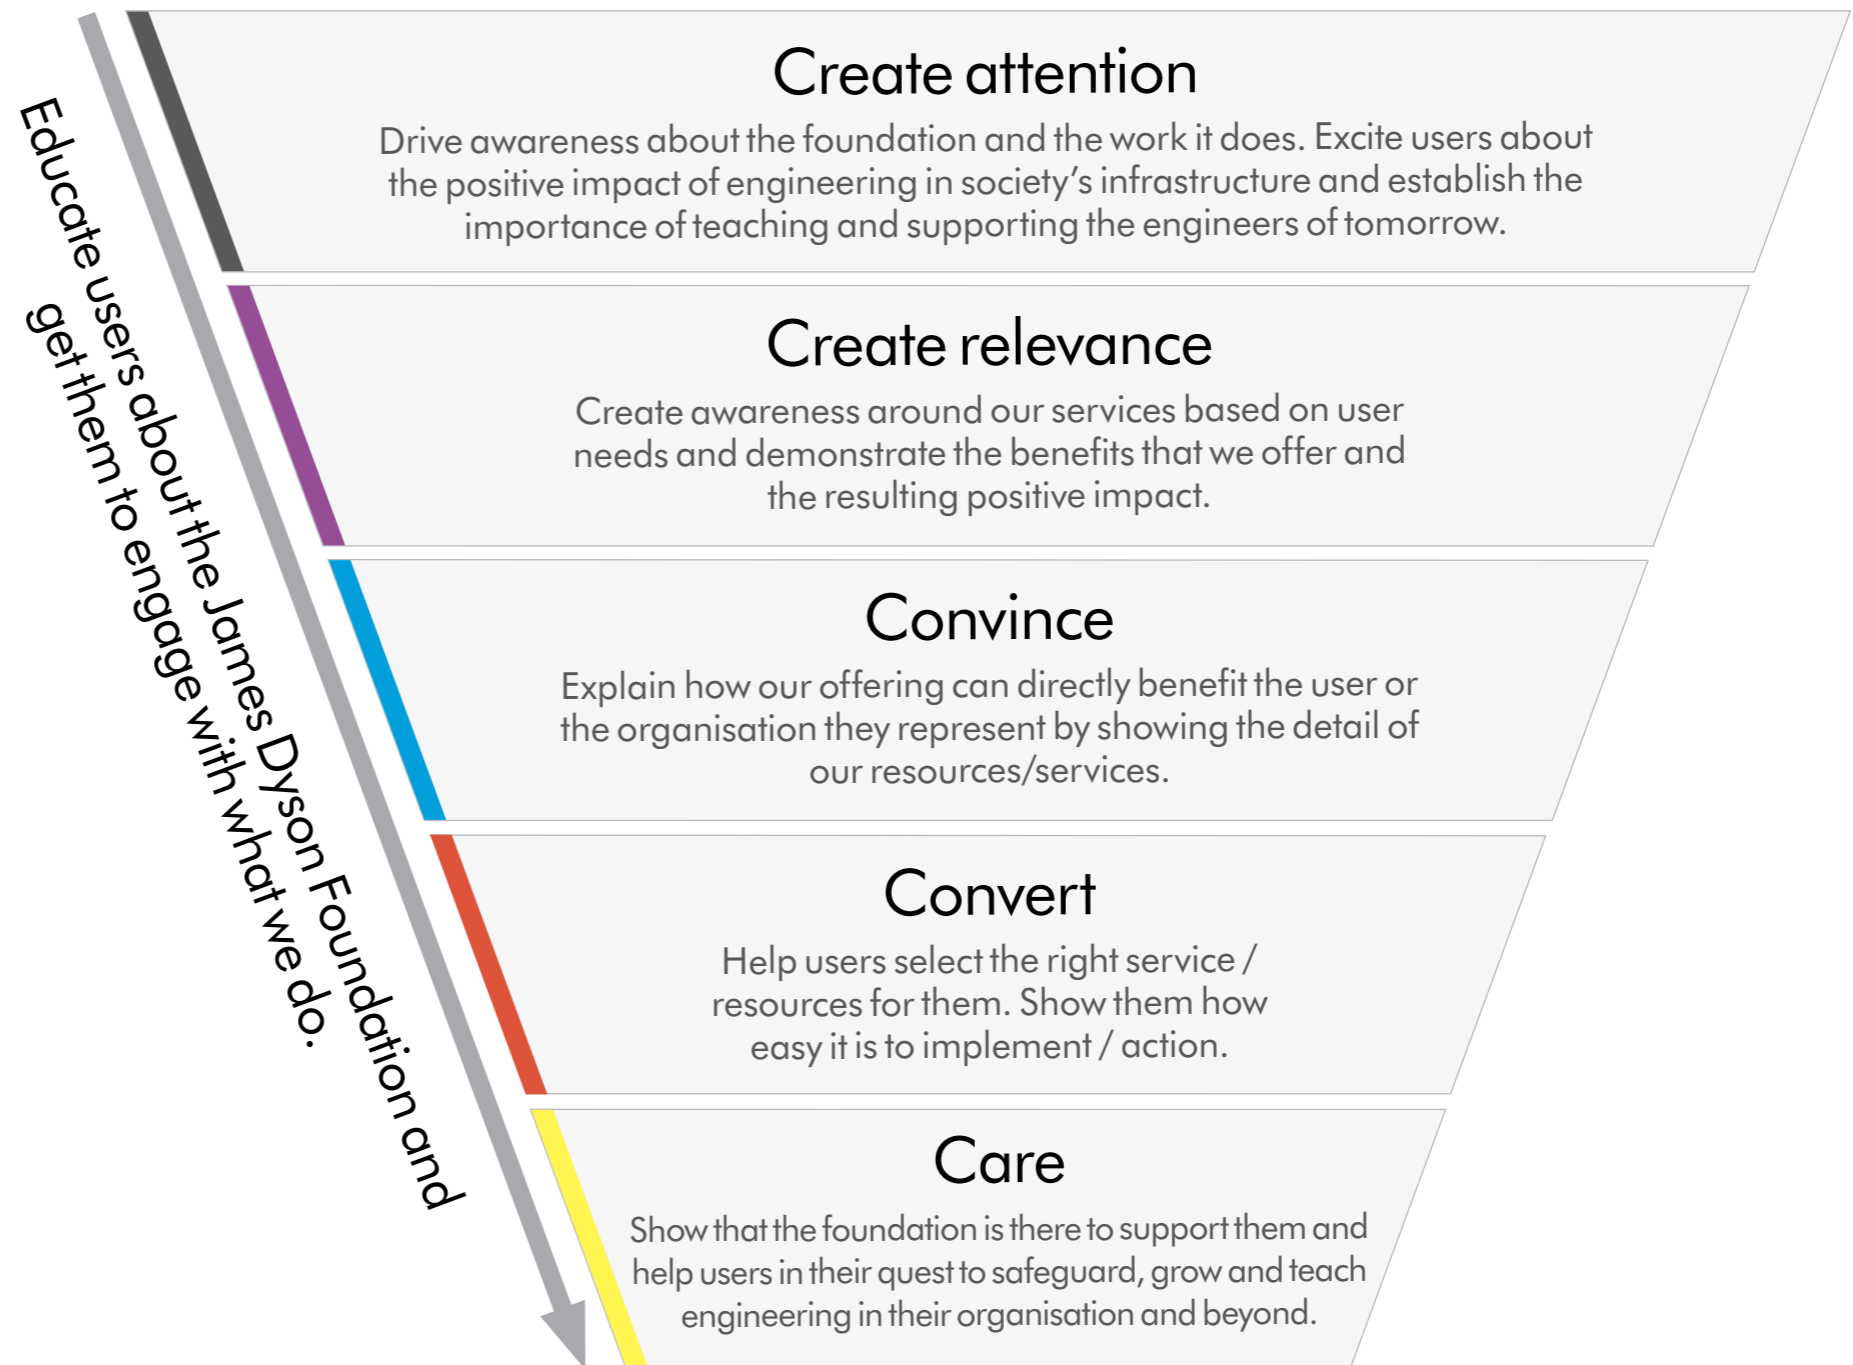 Educate users about the James Dyson Foundation and
get them to engage with what we do.
Create attention
Drive awareness about the foundation and the work it does. Excite users about
the positive impact of engineering in society’s infrastructure and establish the
importance of teaching and supporting the engineers of tomorrow.
Create relevance
Create awareness around our services based on user
needs and demonstrate the benefits that we offer and
the resulting positive impact.
Convince
Explain how our offering can directly benefit the user or
the organisation they represent by showing the detail of
our resources/services.
Convert
Help users select the right service /
resources for them. Show them how
easy it is to implement / action.
Care
Show that the foundation is there to support them and
help users in their quest to safeguard, grow and teach
engineering in their organisation and beyond.